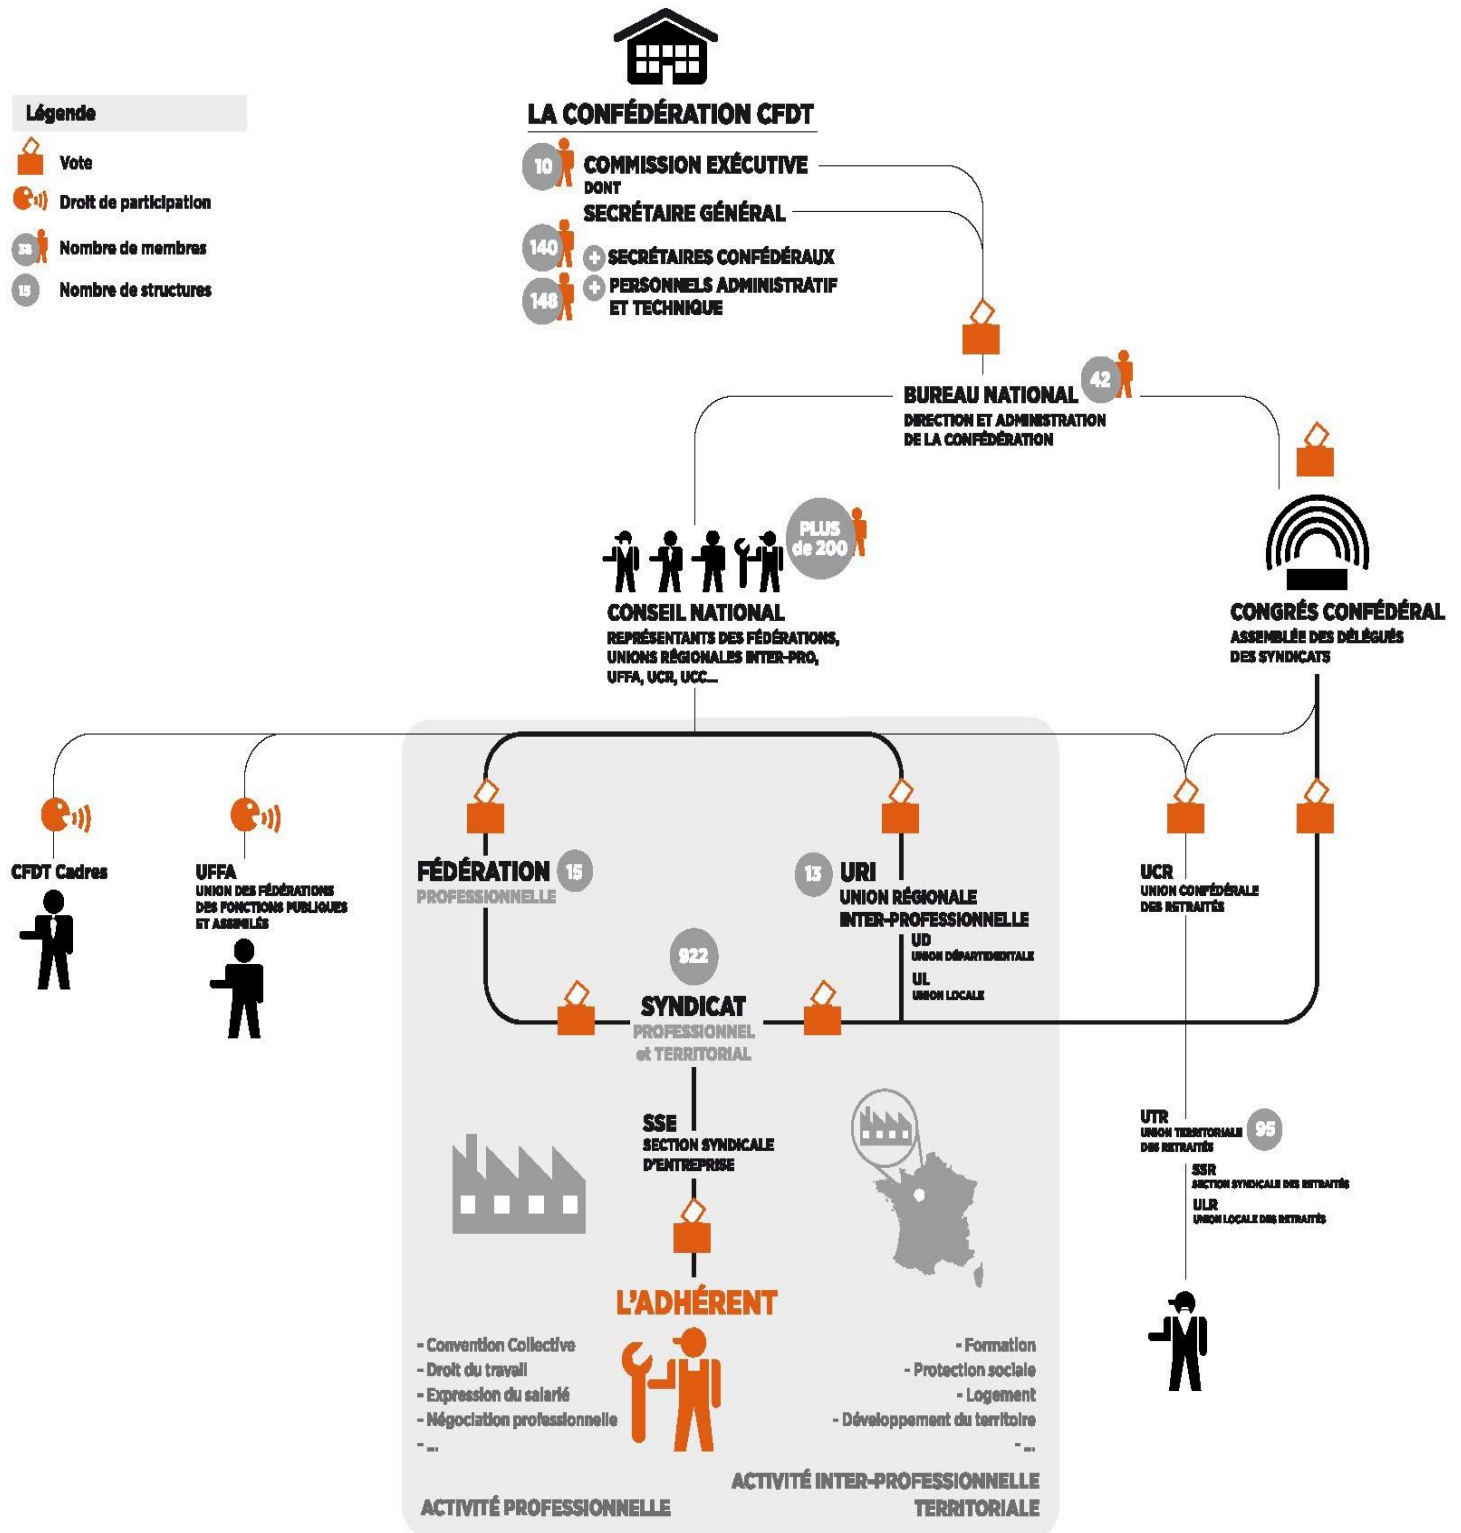 Légende
Vote
Droit de participation
38 Nombre de membres
15 Nombre de structures
LA CONFÉDÉRATION CFDT
10 COMMISSION EXÉCUTIVE
DONT
SECRÉTAIRE GÉNÉRAL
140 + SECRÉTAIRES CONFÉDÉRAUX
148 + PERSONNELS ADMINISTRATIF
ET TECHNIQUE
BUREAU NATIONAL 42
DIRECTION ET ADMINISTRATION
DE LA CONFÉDÉRATION
PLUS
de 200
CONSEIL NATIONAL
REPRÉSENTANTS DES FÉDÉRATIONS,
UNIONS RÉGIONALES INTER-PRO,
UFFA, UCR, UCC...
CONGRÉS CONFÉDÉRAL
ASSEMBLÉE DES DÉLÉGUÉS
DES SYNDICATS
CFDT Cadres
UFFA
UNION DES FÉDÉRATIONS
DES FONCTIONS PUBLIQUES
ET ASSIMILÉS
FÉDÉRATION 15
PROFESSIONNELLE
13 URI
UNION RÉGIONALE
INTER-PROFESSIONNELLE
UD
UNION DÉPARTEMENTALE
UL
UNION LOCALE
UCR
UNION CONFÉDÉRALE
DES RETRAITÉS
922
SYNDICAT
PROFESSIONNEL
et TERRITORIAL
SSE
SECTION SYNDICALE
D'ENTREPRISE
UTR 95
UNION TERRITORIALE
DES RETRAITÉS
SSR
SECTION SYNDICALE DES RETRAITÉS
ULR
UNION LOCALE DES RETRAITÉS
L'ADHÉRENT
- Convention Collective
- Droit du travail
- Expression du salarié
- Négociation professionnelle
- ...
- Formation
- Protection sociale
- Logement
- Développement du territoire
- ...
ACTIVITÉ PROFESSIONNELLE
ACTIVITÉ INTER-PROFESSIONNELLE
TERRITORIALE